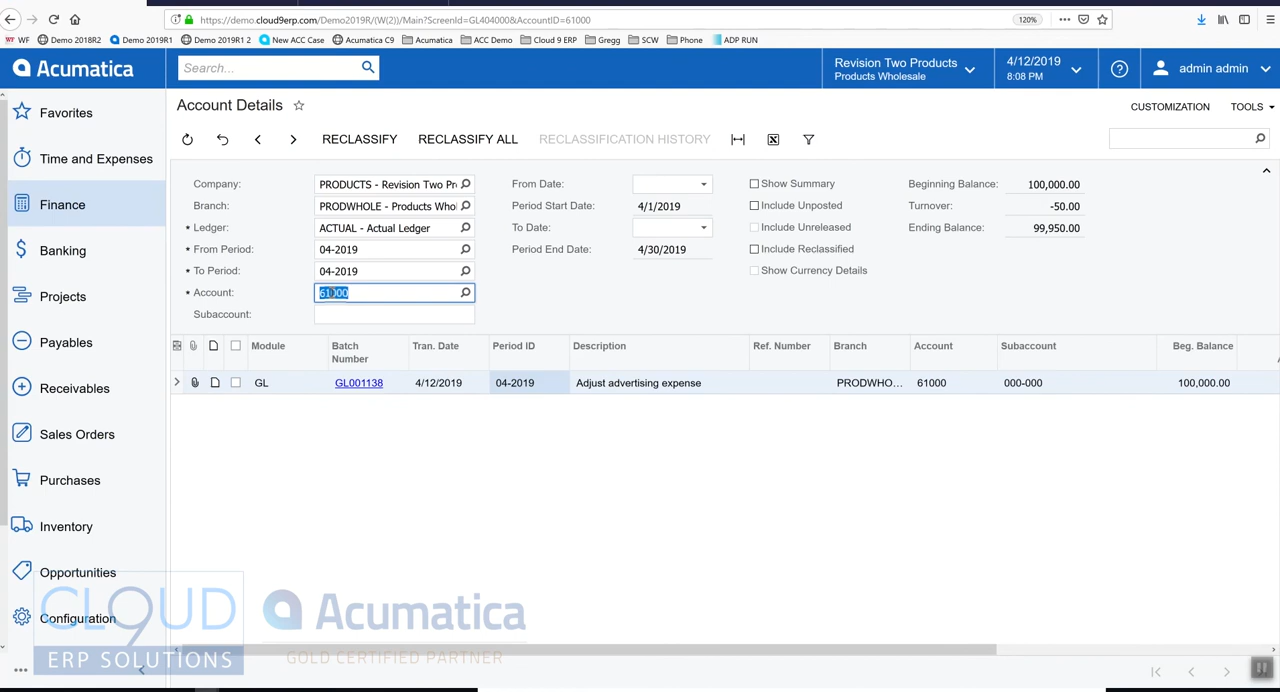 https://demo.cloud9erp.com/Demo2019R/(W(2))/Main?ScreenId=GL404000&AccountID=61000
120%
WF Demo 2018R2 Demo 2019R1 Demo 2019R1 2 New ACC Case Acumatica C9 Acumatica ACC Demo Cloud 9 ERP Gregg SCW Phone ADP RUN
Acumatica
Search...
Revision Two Products
Products Wholesale
4/12/2019
8:08 PM
?
admin admin
Favorites
Time and Expenses
Finance
Banking
Projects
Payables
Receivables
Sales Orders
Purchases
Inventory
Opportunities
Configuration
Account Details
CUSTOMIZATION TOOLS
RECLASSIFY RECLASSIFY ALL RECLASSIFICATION HISTORY
Company: PRODUCTS - Revision Two Pr
Branch: PRODWHOLE - Products Whol
Ledger: ACTUAL - Actual Ledger
From Period: 04-2019
To Period: 04-2019
Account: 61000
Subaccount:
From Date:
Period Start Date: 4/1/2019
To Date:
Period End Date: 4/30/2019
Show Summary
Include Unposted
Include Unreleased
Include Reclassified
Show Currency Details
Beginning Balance: 100,000.00
Turnover: -50.00
Ending Balance: 99,950.00
Module Batch Number Tran. Date Period ID Description Ref. Number Branch Account Subaccount Beg. Balance
GL GL001138 4/12/2019 04-2019 Adjust advertising expense PRODWHO... 61000 000-000 100,000.00
CLOUD 9
ERP SOLUTIONS
Acumatica
GOLD CERTIFIED PARTNER